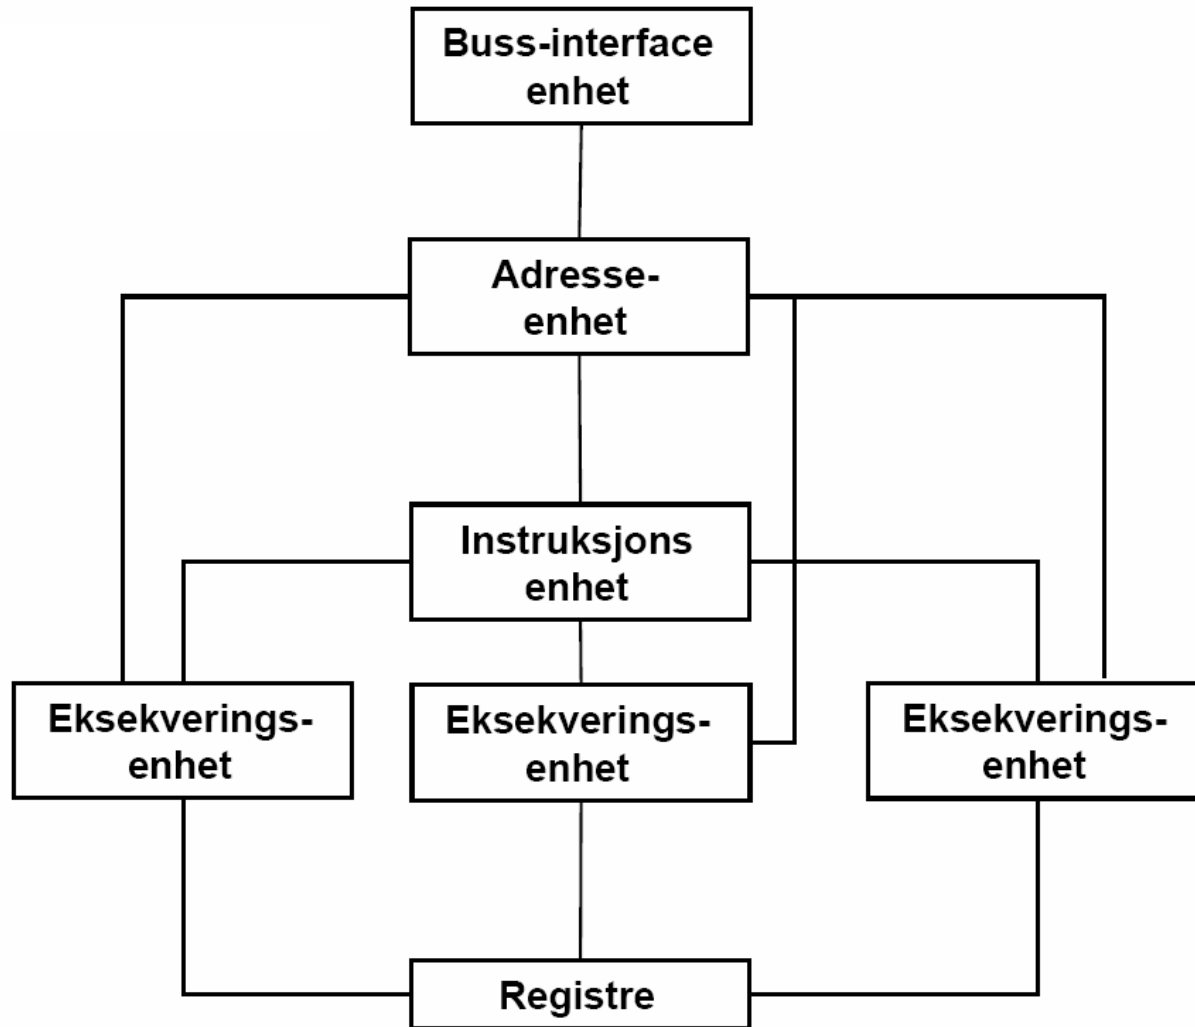 Buss-interface
enhet
Adresse-
enhet
Instruksjons
enhet
Eksekverings-
enhet
Eksekverings-
enhet
Eksekverings-
enhet
Registre